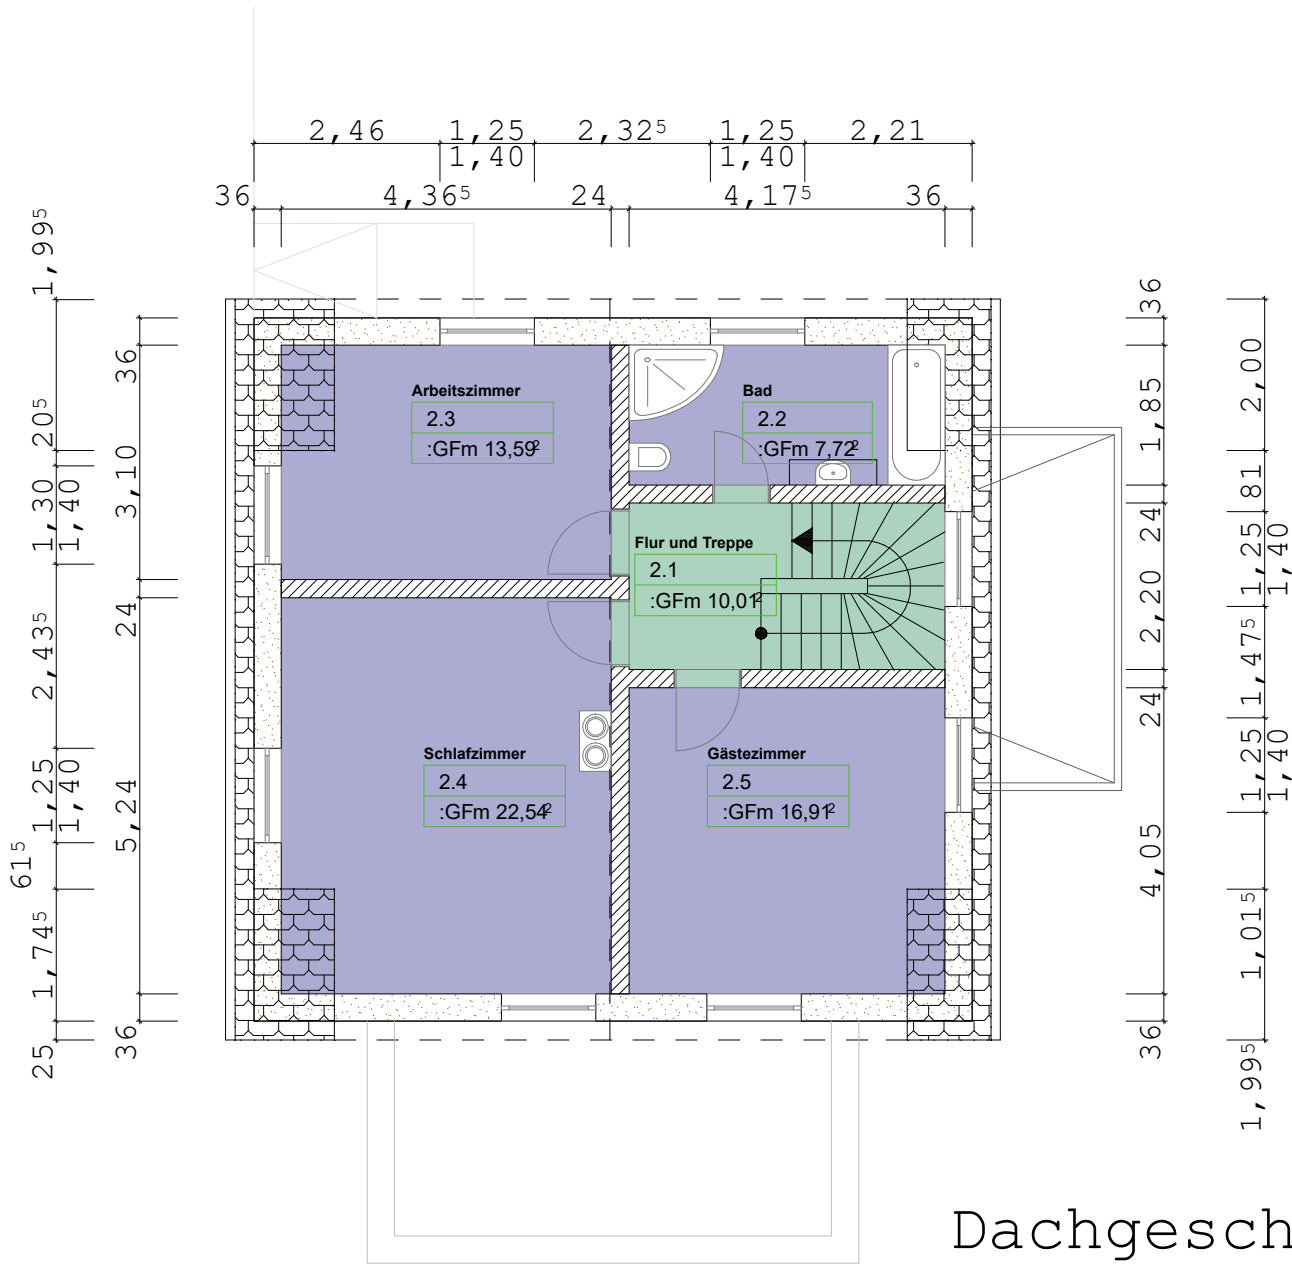 2,46 1,25 2,32⁵ 1,25 2,21
1,40 1,40
36 4,36⁵ 24 4,17⁵ 36
1,99⁵
20⁵
1,30
1,40
2,43⁵
1,25
1,40
61⁵
1,74⁵
25
36
3,10
24
5,24
36
Arbeitszimmer
2.3
:GFm 13,59²
Bad
2.2
:GFm 7,72²
Flur und Treppe
2.1
:GFm 10,01²
Schlafzimmer
2.4
:GFm 22,54²
Gästezimmer
2.5
:GFm 16,91²
36
1,85
24
2,20
24
4,05
36
2,00
81
1,25
1,40
1,47⁵
1,25
1,40
1,01⁵
1,99⁵
Dachgesch